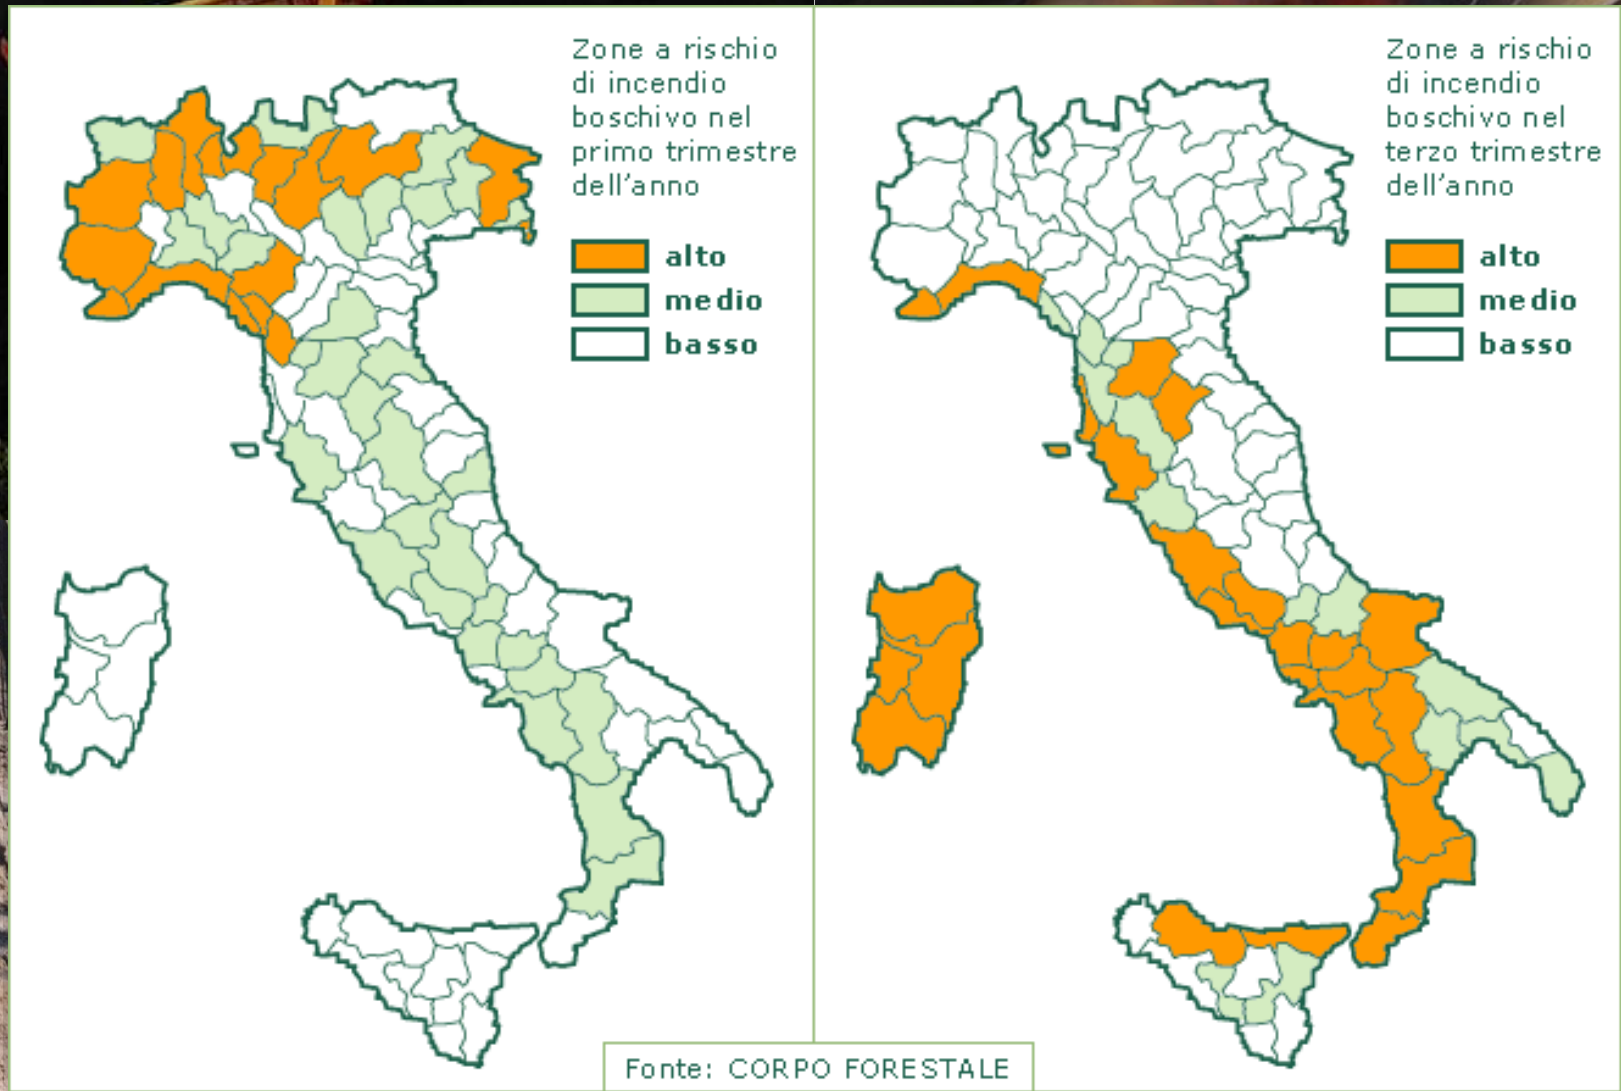 Zone a rischio
di incendio
boschivo nel
primo trimestre
dell'anno
alto
medio
basso
Zone a rischio
di incendio
boschivo nel
terzo trimestre
dell'anno
alto
medio
basso
Fonte: CORPO FORESTALE